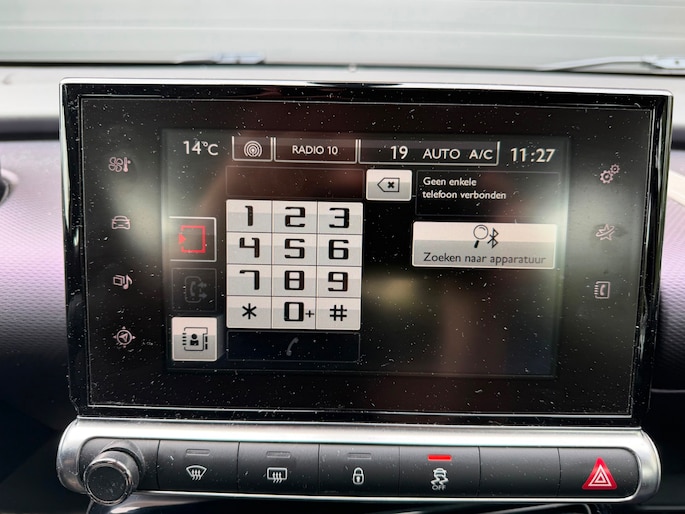 14°C
RADIO 10
19 AUTO A/C
11:27
Geen enkele
telefoon verbonden
1 2 3
4 5 6
7 8 9
* 0+ #
Zoeken naar apparatuur
OFF